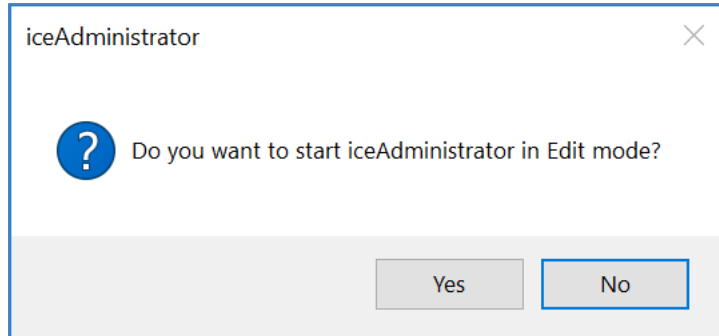 iceAdministrator
Do you want to start iceAdministrator in Edit mode?
Yes
No